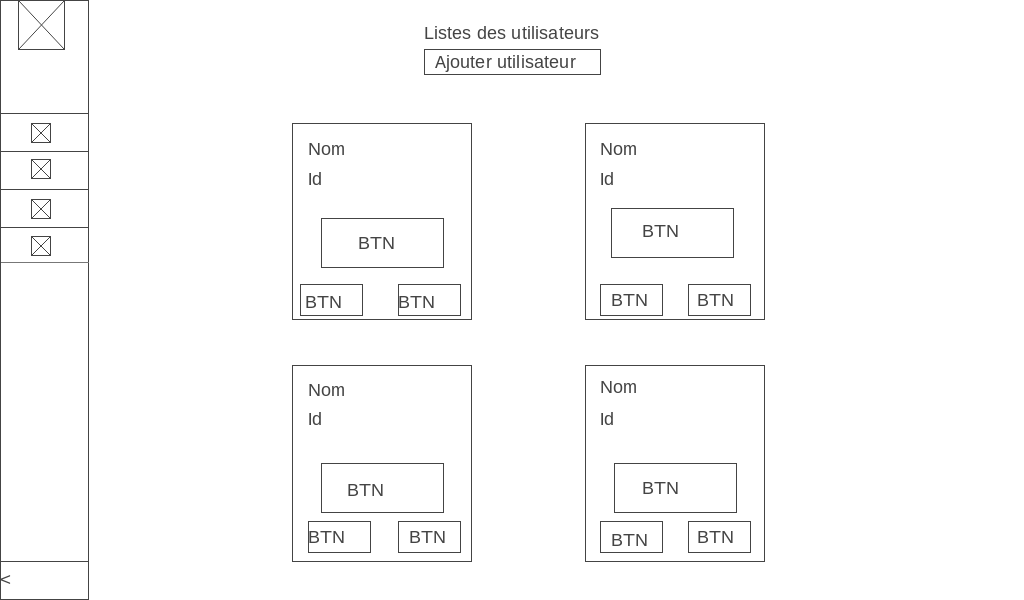 Listes des utilisateurs
Ajouter utilisateur
Nom
Id
BTN
BTN BTN
Nom
Id
BTN
BTN BTN
Nom
Id
BTN
BTN BTN
Nom
Id
BTN
BTN BTN
<